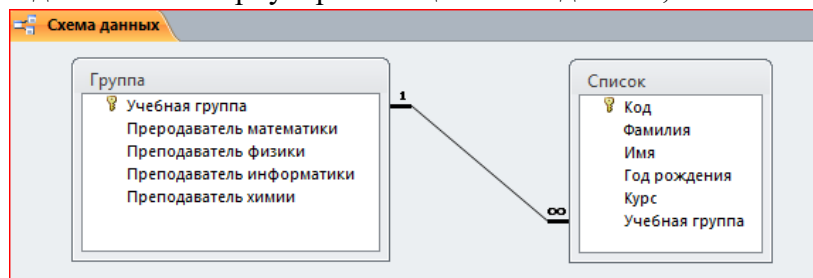 Схема данных
Группа
Учебная группа
Преродаватель математики
Преподаватель физики
Преподаватель информатики
Преподаватель химии
1
∞
Список
Код
Фамилия
Имя
Год рождения
Курс
Учебная группа